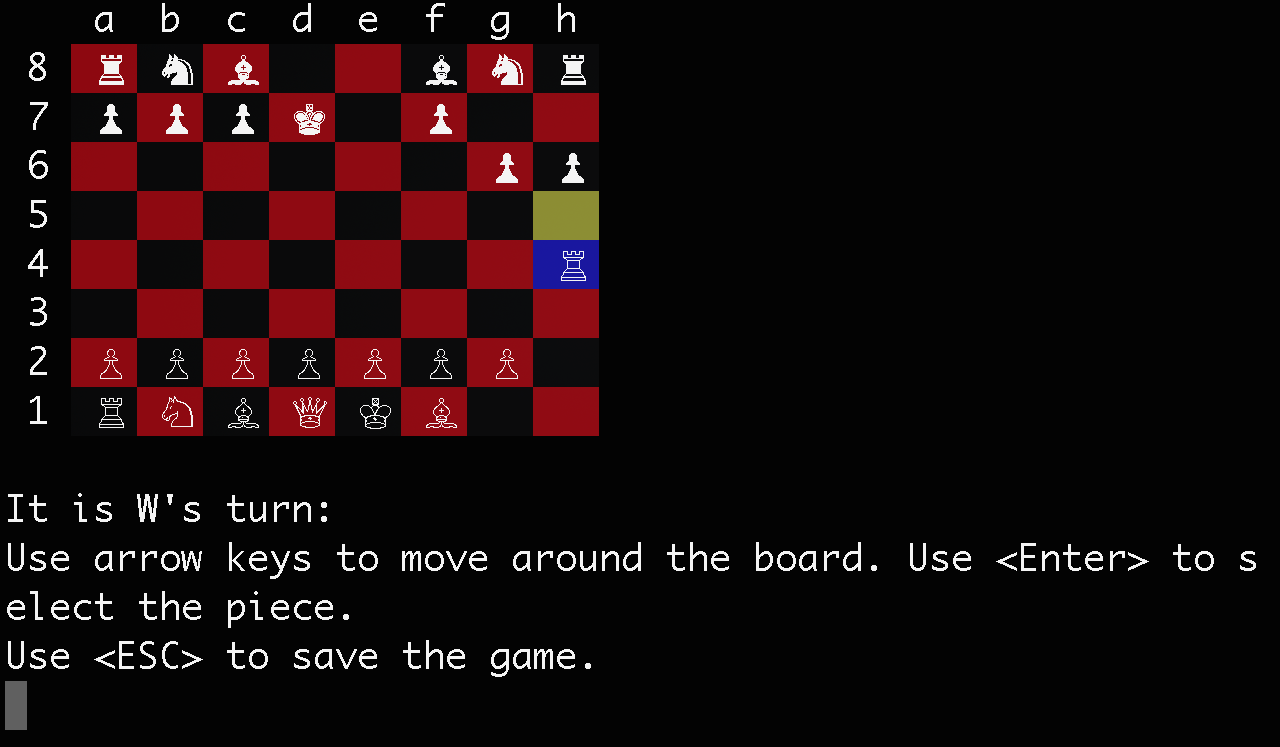 a b c d e f g h
8 ♜ ♞ ♝ ♝ ♞ ♜
7 ♟ ♟ ♟ ♚ ♟
6 ♟ ♟
5
4 ♖
3
2 ♙ ♙ ♙ ♙ ♙ ♙ ♙
1 ♖ ♘ ♗ ♕ ♔ ♗
It is W's turn:
Use arrow keys to move around the board. Use <Enter> to s
elect the piece.
Use <ESC> to save the game.